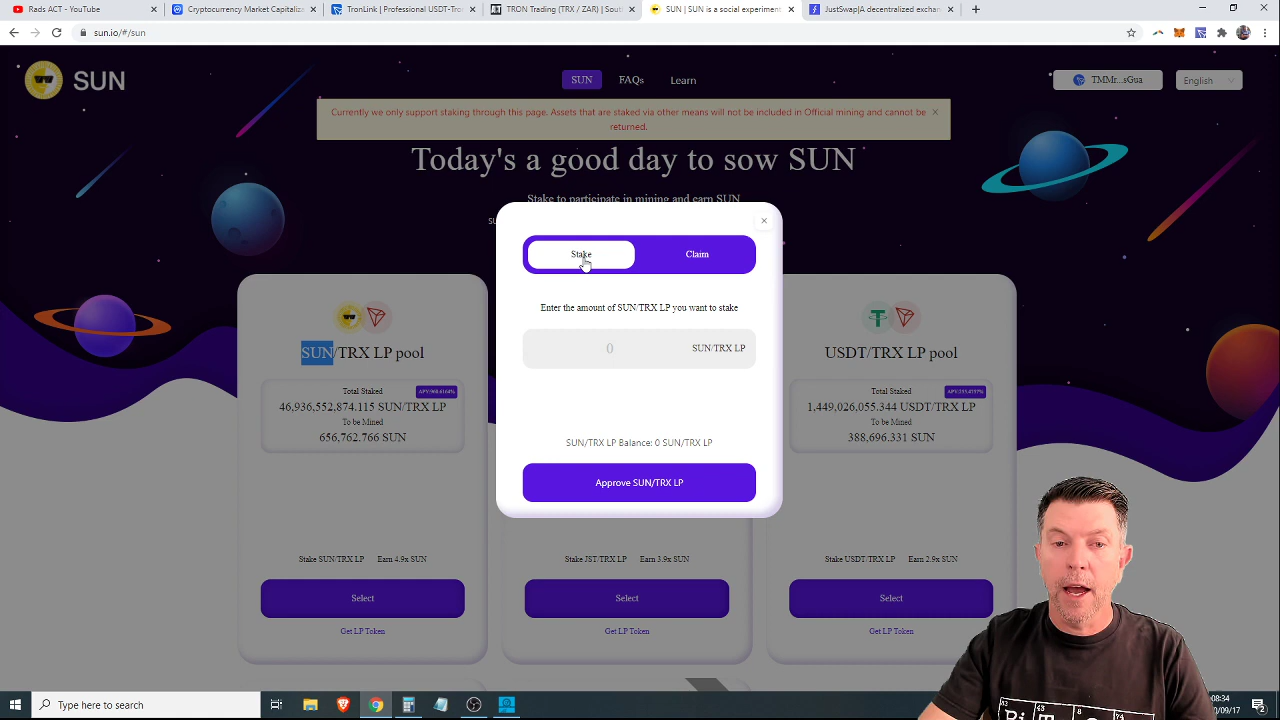 Rads ACT - YouTube
Cryptocurrency Market Capitaliz
TronLink | Professional USDT-Tron
TRON Trading (TRX / ZAR) | Sout
SUN | SUN is a social experiment
JustSwap|A decentralized exchan
sun.io/#/sun
SUN
SUN
FAQs
Learn
TMMr...sGua
English
Currently we only support staking through this page. Assets that are staked via other means will not be included in Official mining and cannot be
returned.
Today's a good day to sow SUN
Stake to participate in mining and earn SUN
Stake
Claim
Enter the amount of SUN/TRX LP you want to stake
0
SUN/TRX LP
SUN/TRX LP Balance: 0 SUN/TRX LP
Approve SUN/TRX LP
SUN/TRX LP pool
Total Staked
46,936,552,874.115 SUN/TRX LP
To be Mined
656,762.766 SUN
Stake SUN/TRX LP
Earn 4.9x SUN
Select
Get LP Token
Stake JST/TRX LP
Earn 3.9x SUN
Select
Get LP Token
USDT/TRX LP pool
Total Staked
1,449,026,055.344 USDT/TRX LP
To be Mined
388,696.331 SUN
Stake USDT/TRX LP
Earn 2.9x SUN
Select
Get LP Token
Type here to search
08:34
/09/17